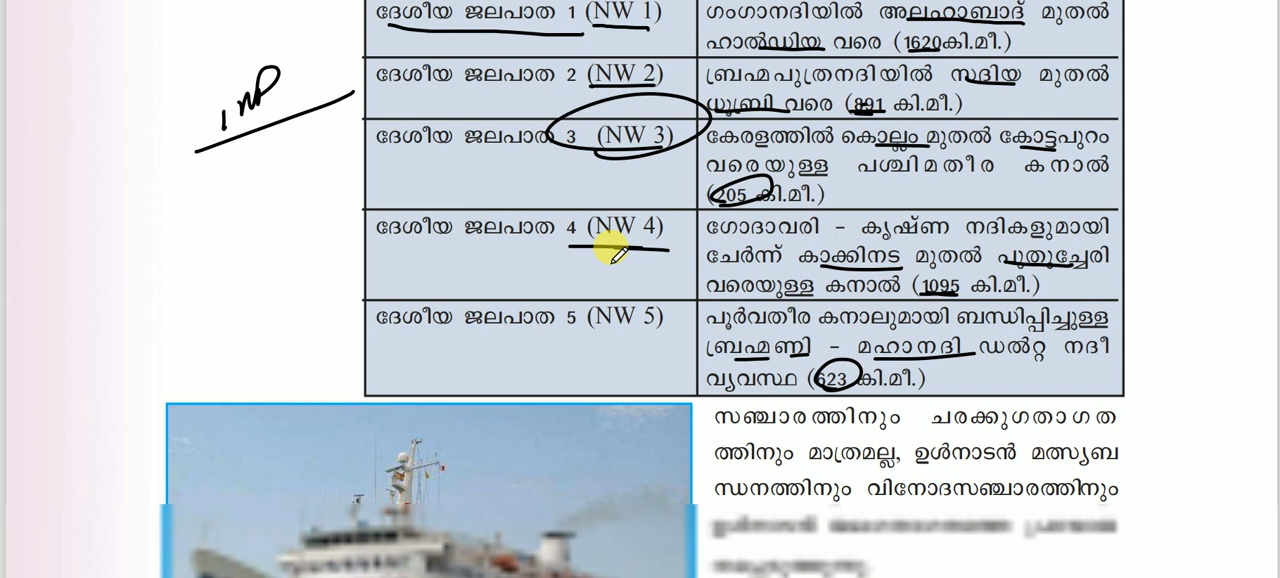 ദേശീയ ജലപാത 1 (NW 1)
ഗംഗാനദിയിൽ അലഹാബാദ് മുതൽ
ഹാൽഡിയ വരെ (1620കി.മീ.)
ദേശീയ ജലപാത 2 (NW 2)
ബ്രഹ്മപുത്രനദിയിൽ സദിയ മുതൽ
ധൂബ്രി വരെ (891 കി.മീ.)
ദേശീയ ജലപാത 3 (NW 3)
കേരളത്തിൽ കൊല്ലം മുതൽ കോട്ടപുറം
വരെയുള്ള പശ്ചിമതീര കനാൽ
(205 കി.മീ.)
ദേശീയ ജലപാത 4 (NW 4)
ഗോദാവരി - കൃഷ്ണ നദികളുമായി
ചേർന്ന് കാക്കിനട മുതൽ പുതുച്ചേരി
വരെയുള്ള കനാൽ (1095 കി.മീ.)
ദേശീയ ജലപാത 5 (NW 5)
പൂർവതീര കനാലുമായി ബന്ധിപ്പിച്ചുള്ള
ബ്രഹ്മണി - മഹാനദി ഡൽറ്റ നദീ
വ്യവസ്ഥ (623 കി.മീ.)
ImP
സഞ്ചാരത്തിനും ചരക്കുഗതാഗത
ത്തിനും മാത്രമല്ല, ഉൾനാടൻ മത്സ്യബ
ന്ധനത്തിനും വിനോദസഞ്ചാരത്തിനും